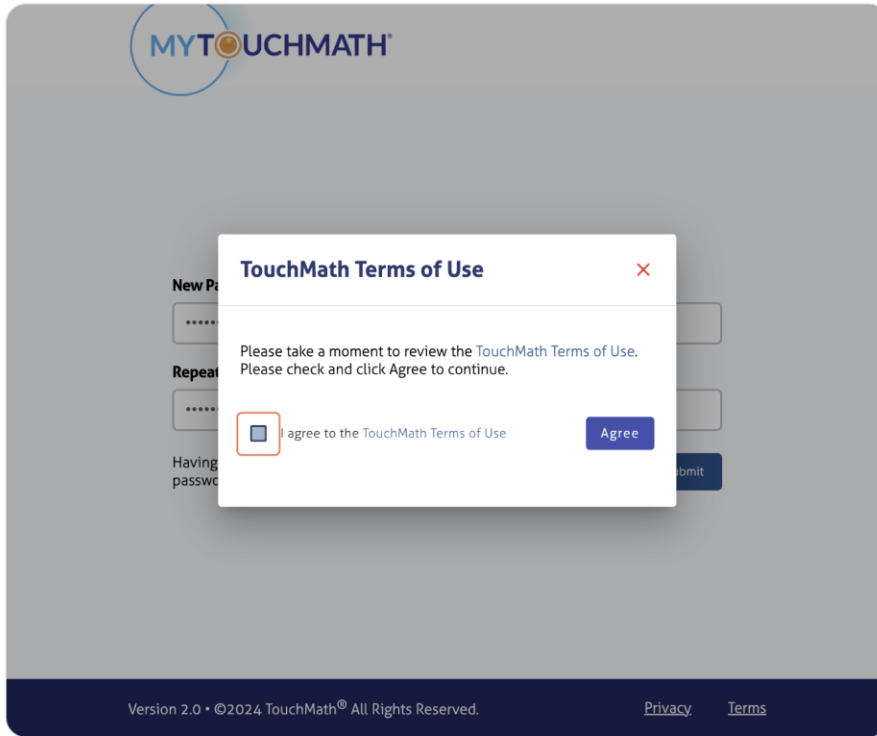 MYTOUCHMATH®
TouchMath Terms of Use
New Pa
•••••
Please take a moment to review the TouchMath Terms of Use.
Please check and click Agree to continue.
Repeat
•••••
I agree to the TouchMath Terms of Use
Agree
Having
passwo
bmit
Version 2.0 • ©2024 TouchMath® All Rights Reserved.
Privacy
Terms